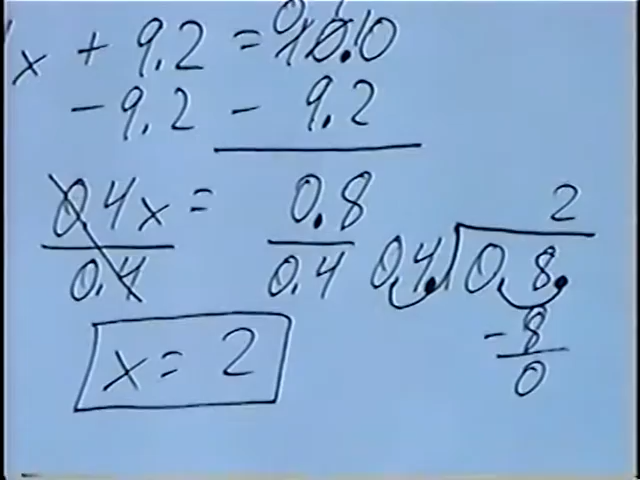 x + 9.2 = 10.0
- 9.2 - 9.2
0.4x = 0.8
0.4 0.4
0.4 0.8
2
-8
0
x = 2